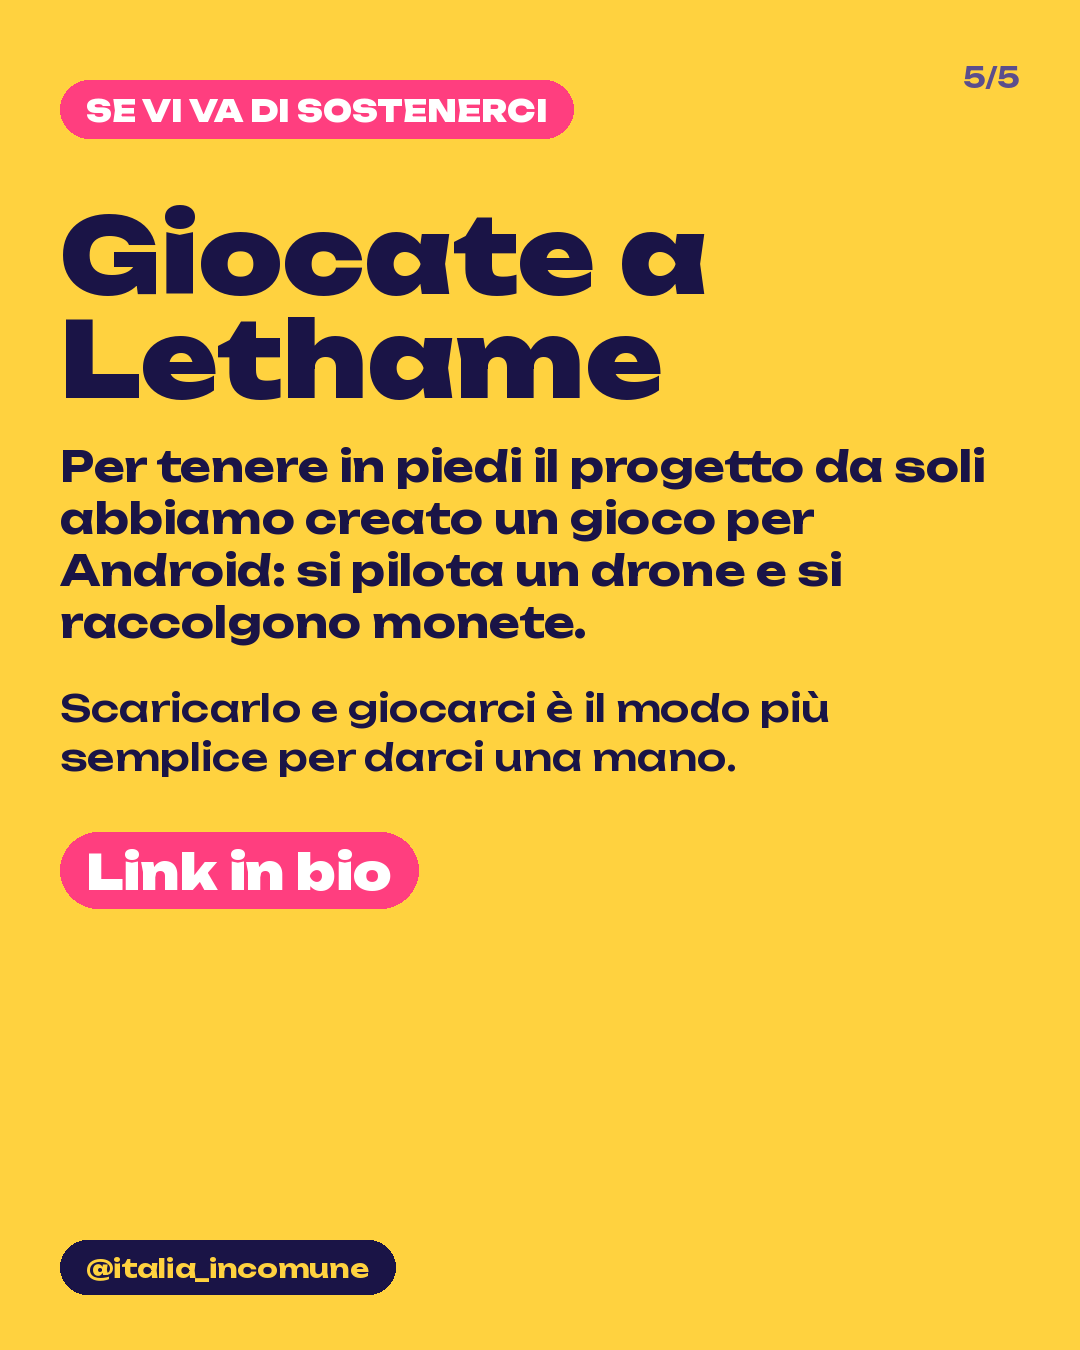 5/5
SE VI VA DI SOSTENERCI
Giocate a
Lethame
Per tenere in piedi il progetto da soli
abbiamo creato un gioco per
Android: si pilota un drone e si
raccolgono monete.
Scaricarlo e giocarci è il modo più
semplice per darci una mano.
Link in bio
@italia_incomune